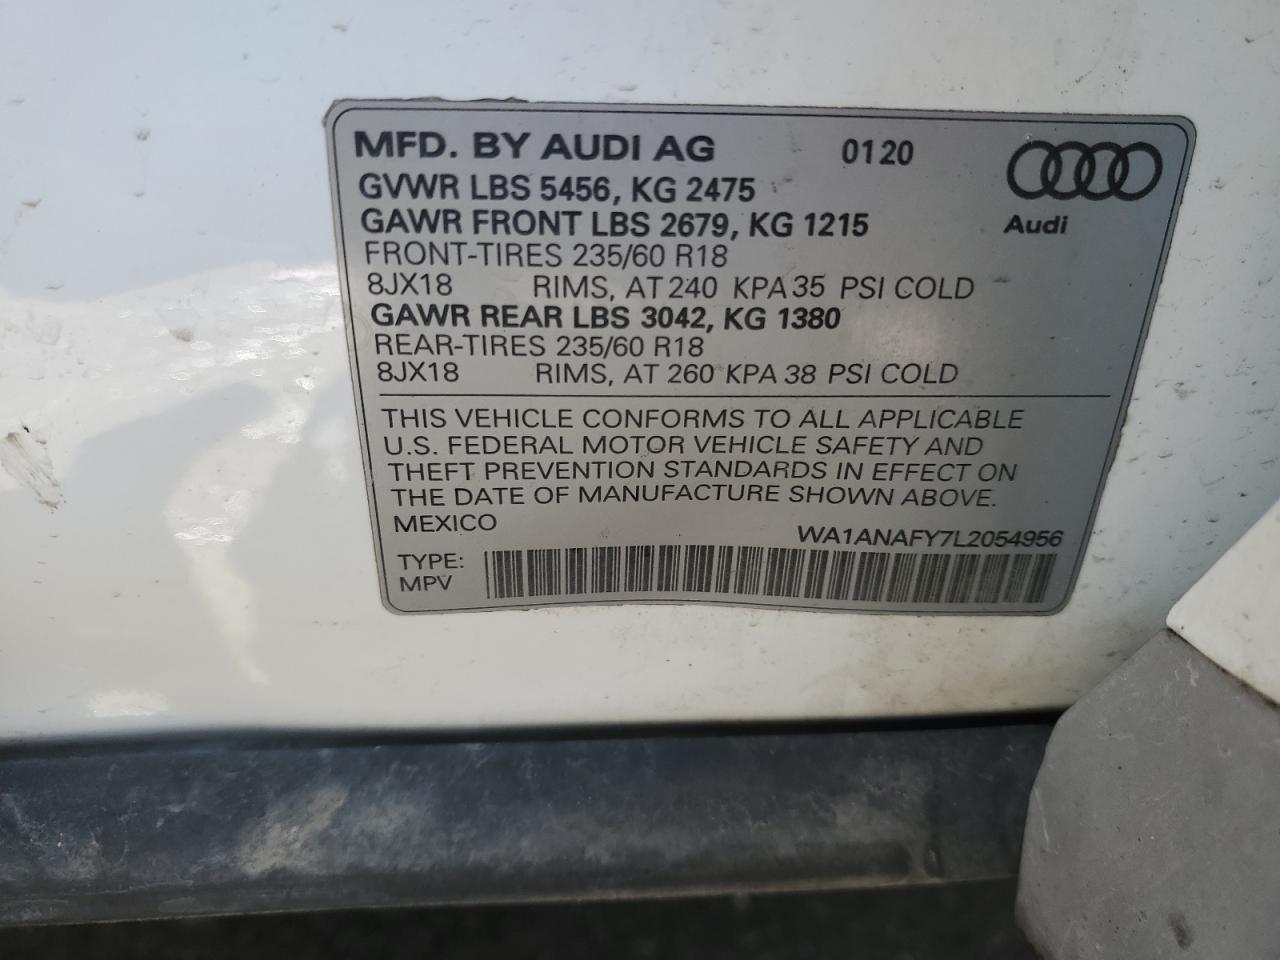 MFD. BY AUDI AG 0120
GVWR LBS 5456, KG 2475
GAWR FRONT LBS 2679, KG 1215
Audi
FRONT-TIRES 235/60 R18
8JX18 RIMS, AT 240 KPA 35 PSI COLD
GAWR REAR LBS 3042, KG 1380
REAR-TIRES 235/60 R18
8JX18 RIMS, AT 260 KPA 38 PSI COLD
THIS VEHICLE CONFORMS TO ALL APPLICABLE
U.S. FEDERAL MOTOR VEHICLE SAFETY AND
THEFT PREVENTION STANDARDS IN EFFECT ON
THE DATE OF MANUFACTURE SHOWN ABOVE.
MEXICO WA1ANAFY7L2054956
TYPE:
MPV